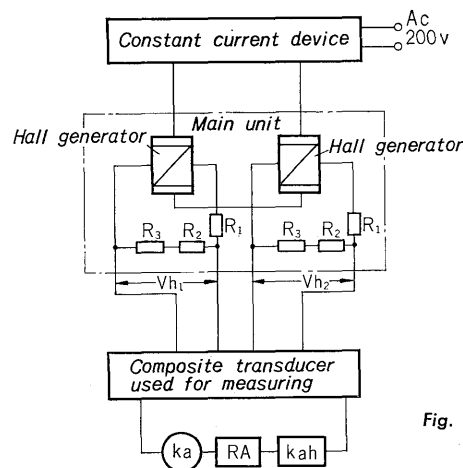 Constant current device
Ac
200v
Main unit
Hall generator
Hall generator
R₃
R₂
R₁
R₃
R₂
R₁
Vh₁
Vh₂
Composite transducer
used for measuring
ka
RA
kah
Fig.